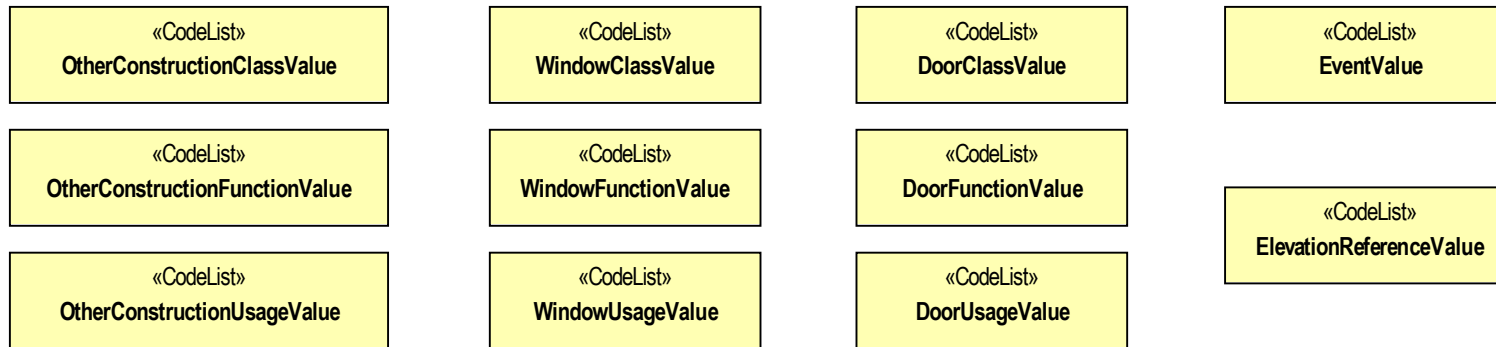 «CodeList»
OtherConstructionClassValue
«CodeList»
WindowClassValue
«CodeList»
DoorClassValue
«CodeList»
EventValue
«CodeList»
OtherConstructionFunctionValue
«CodeList»
WindowFunctionValue
«CodeList»
DoorFunctionValue
«CodeList»
ElevationReferenceValue
«CodeList»
OtherConstructionUsageValue
«CodeList»
WindowUsageValue
«CodeList»
DoorUsageValue